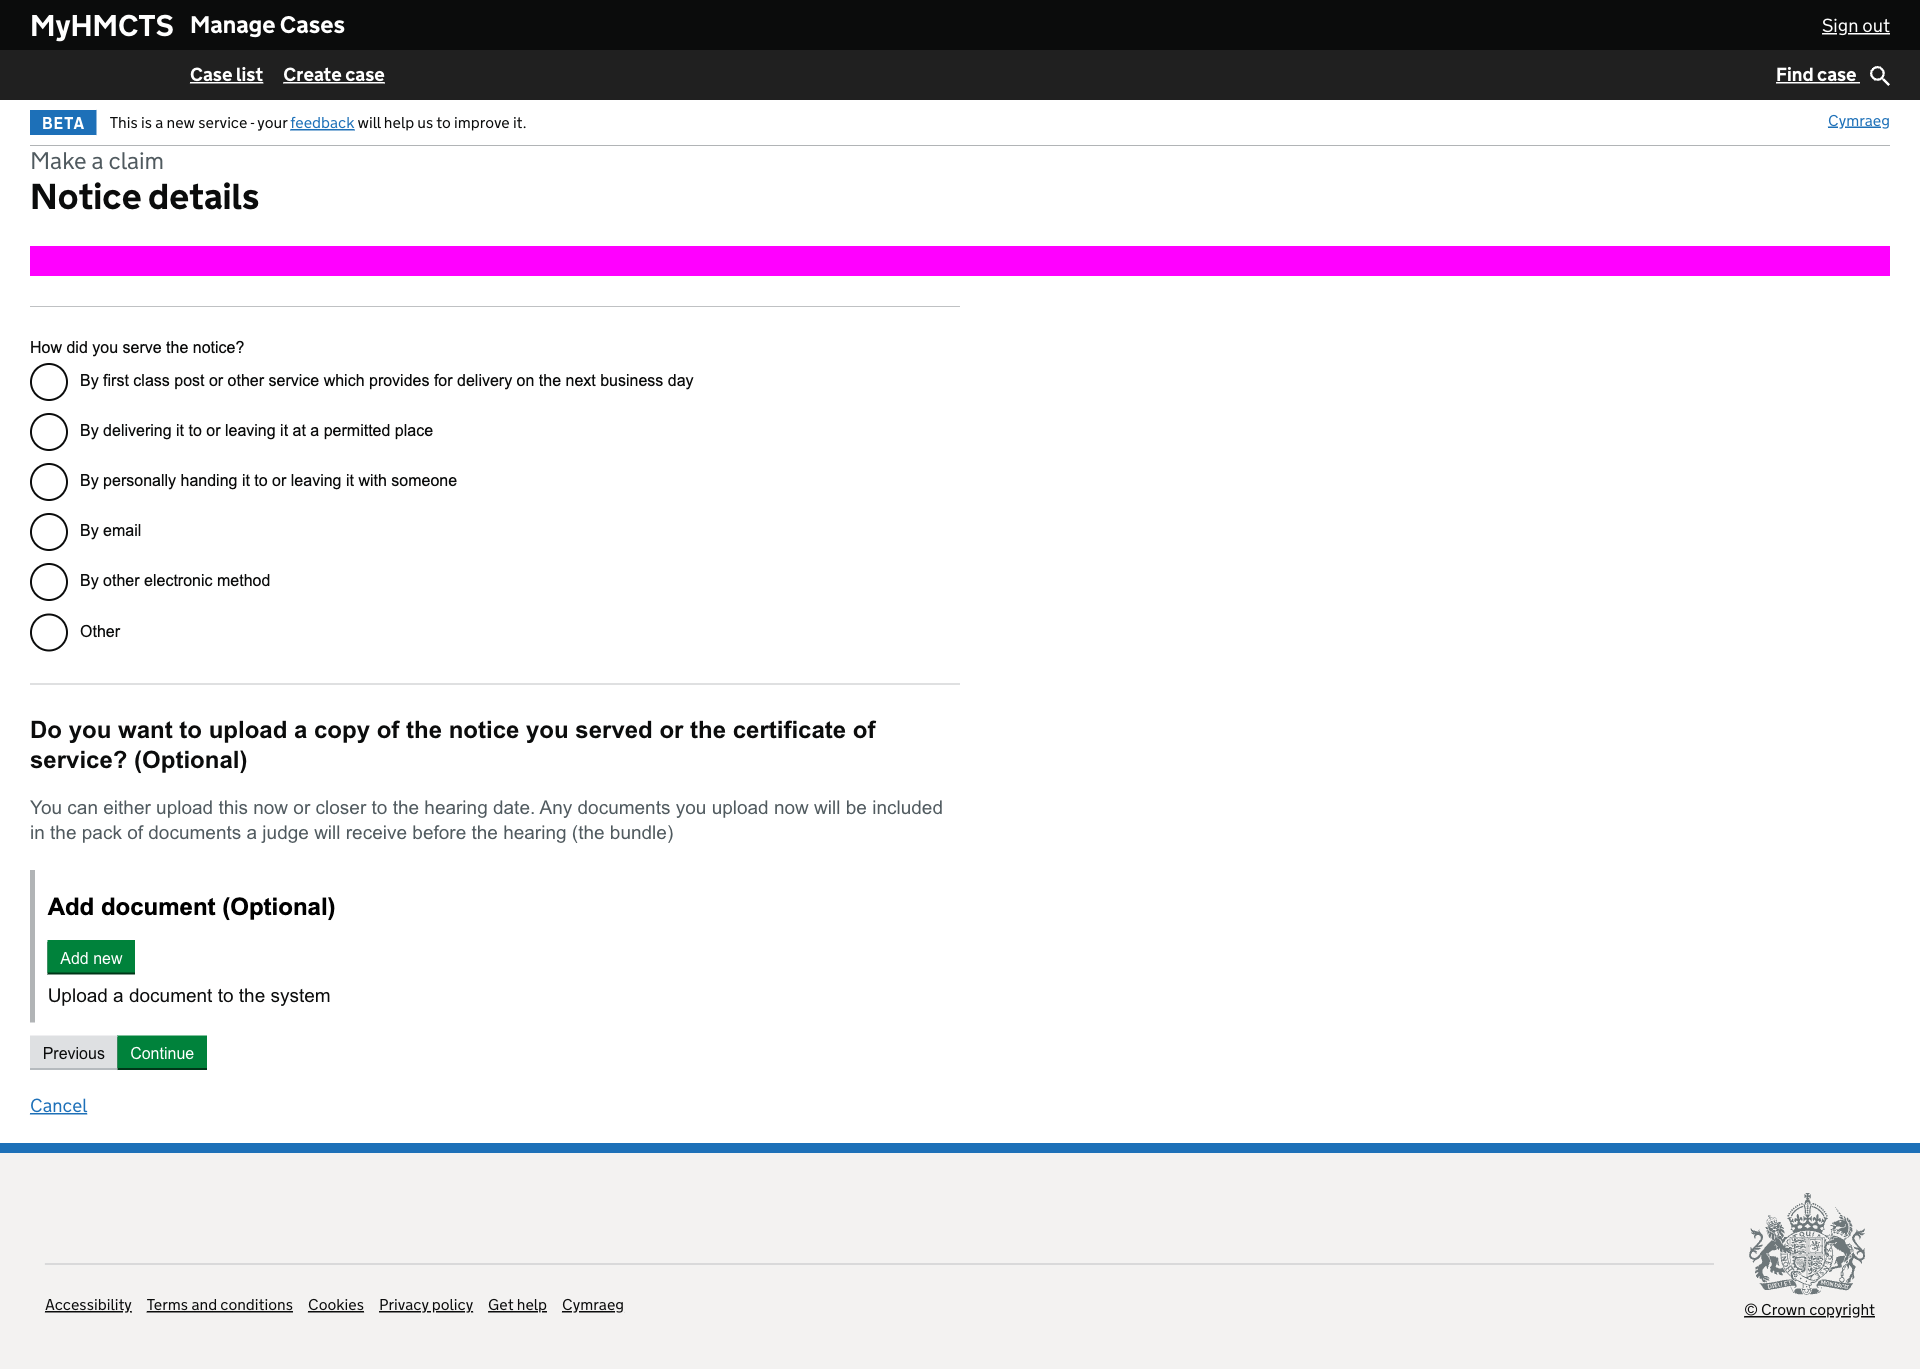 MyHMCTS Manage Cases Sign out
Case list Create case Find case
BETA This is a new service - your feedback will help us to improve it. Cymraeg
Make a claim
Notice details
How did you serve the notice?
By first class post or other service which provides for delivery on the next business day
By delivering it to or leaving it at a permitted place
By personally handing it to or leaving it with someone
By email
By other electronic method
Other
Do you want to upload a copy of the notice you served or the certificate of
service? (Optional)
You can either upload this now or closer to the hearing date. Any documents you upload now will be included
in the pack of documents a judge will receive before the hearing (the bundle)
Add document (Optional)
Add new
Upload a document to the system
Previous Continue
Cancel
Accessibility Terms and conditions Cookies Privacy policy Get help Cymraeg
© Crown copyright